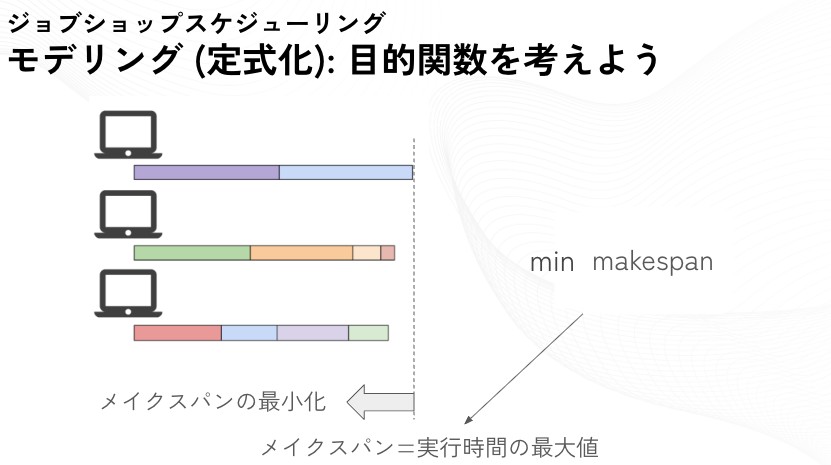 ジョブショップスケジューリング
モデリング (定式化): 目的関数を考えよう
min makespan
メイクスパンの最小化
メイクスパン＝実行時間の最大値